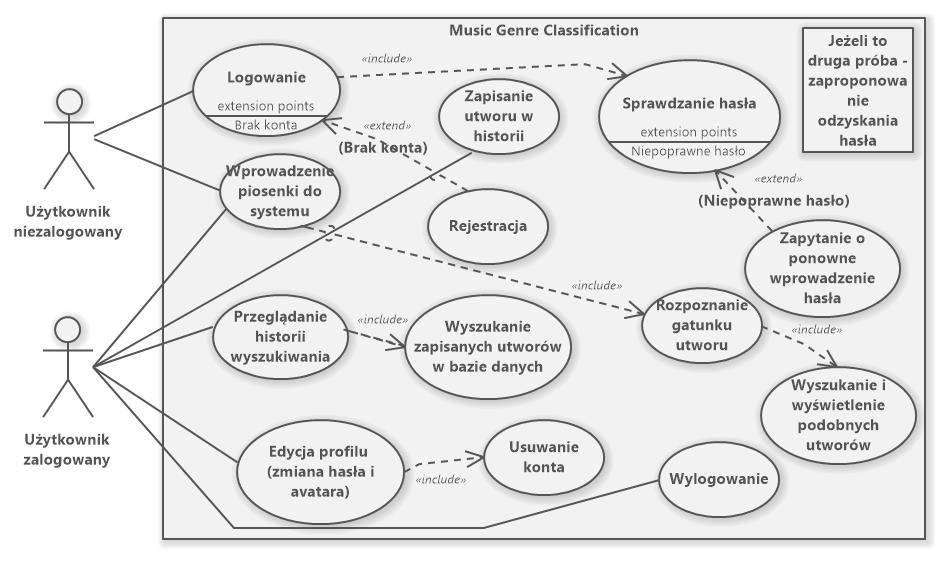 Music Genre Classification
Jeżeli to
druga próba -
zaproponowa
nie
odzyskania
hasła
Logowanie
extension points
Brak konta
«include»
Zapisanie
utworu w
historii
Sprawdzanie hasła
extension points
Niepoprawne hasło
«extend»
(Brak konta)
Użytkownik
niezalogowany
Wprowadzenie
piosenki do
systemu
Rejestracja
«extend»
(Niepoprawne hasło)
Zapytanie o
ponowne
wprowadzenie
hasła
«include»
Rozpoznanie
gatunku
utworu
Przeglądanie
historii
wyszukiwania
«include»
Wyszukanie
zapisanych utworów
w bazie danych
«include»
Wyszukanie i
wyświetlenie
podobnych
utworów
Użytkownik
zalogowany
Edycja profilu
(zmiana hasła i
avatara)
«include»
Usuwanie
konta
Wylogowanie